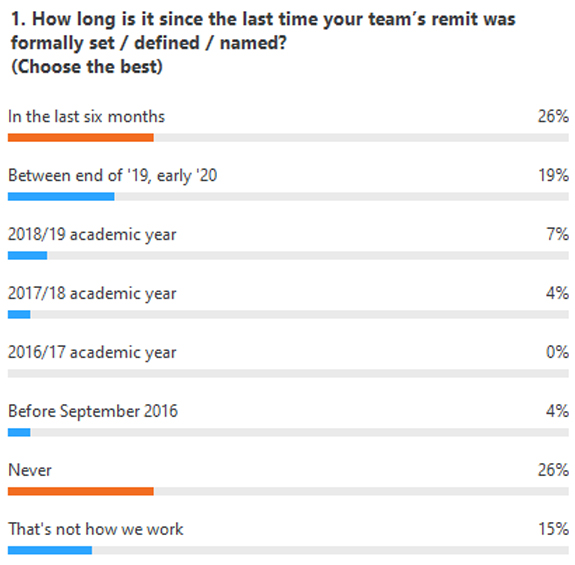 1. How long is it since the last time your team’s remit was
formally set / defined / named?
(Choose the best)
In the last six months 26%
Between end of '19, early '20 19%
2018/19 academic year 7%
2017/18 academic year 4%
2016/17 academic year 0%
Before September 2016 4%
Never 26%
That's not how we work 15%